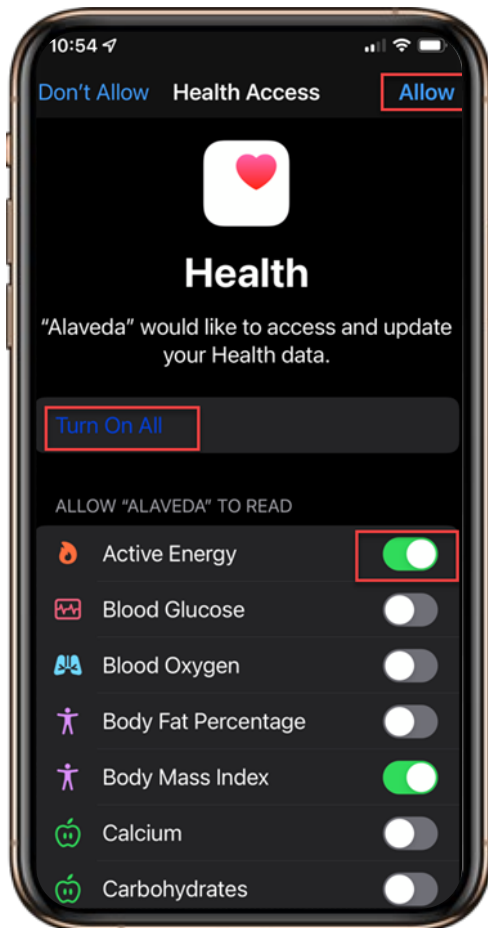 10:54
Don't Allow Health Access Allow
Health
"Alaveda" would like to access and update
your Health data.
Turn On All
ALLOW "ALAVEDA" TO READ
Active Energy
Blood Glucose
Blood Oxygen
Body Fat Percentage
Body Mass Index
Calcium
Carbohydrates